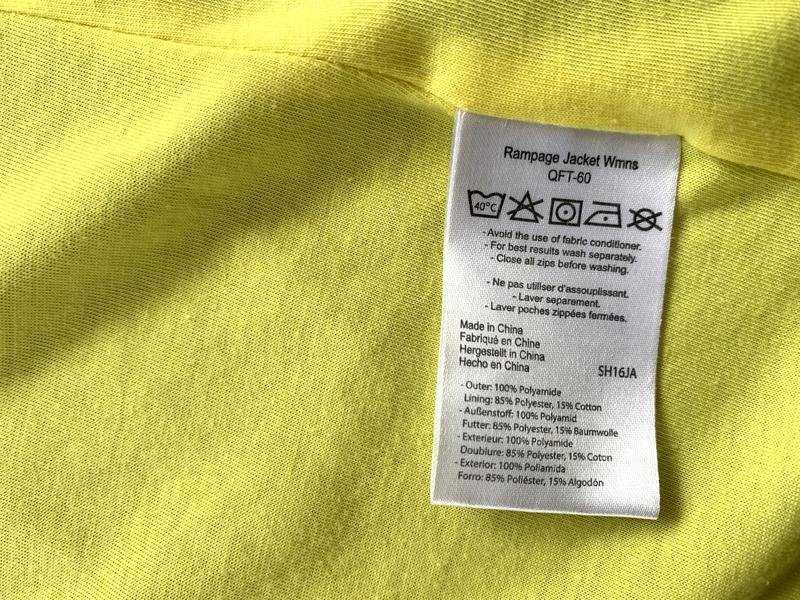 Rampage Jacket Wmns
QFT-60
40°C
-Avoid the use of fabric conditioner.
- For best results wash separately.
- Close all zips before washing.
- Ne pas utiliser d'assouplissant.
- Laver separement.
- Laver poches zippées fermées.
Made in China
Fabriqué en Chine
Hergestellt in China
Hecho en China
SH16JA
- Outer: 100% Polyamide
Lining: 85% Polyester, 15% Cotton
- Außenstoff: 100% Polyamid
Futter: 85% Polyester, 15% Baumwolle
- Exterieur: 100% Polyamide
Doublure: 85% Polyester, 15% Coton
- Exterior: 100% Poliamida
Forro: 85% Poliéster, 15% Algodón